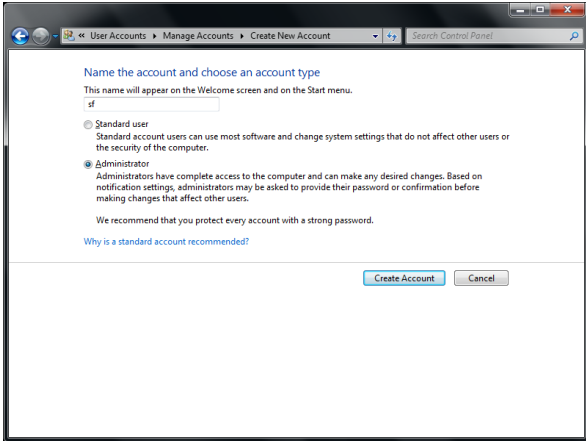 « User Accounts ▸ Manage Accounts ▸ Create New Account
Search Control Panel
Name the account and choose an account type
This name will appear on the Welcome screen and on the Start menu.
sf
Standard user
Standard account users can use most software and change system settings that do not affect other users or
the security of the computer.
Administrator
Administrators have complete access to the computer and can make any desired changes. Based on
notification settings, administrators may be asked to provide their password or confirmation before
making changes that affect other users.
We recommend that you protect every account with a strong password.
Why is a standard account recommended?
Create Account
Cancel